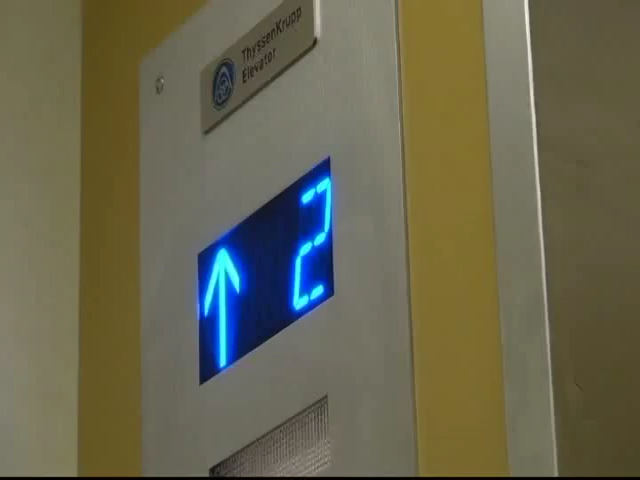 ThyssenKrupp
Elevator
↑ 2